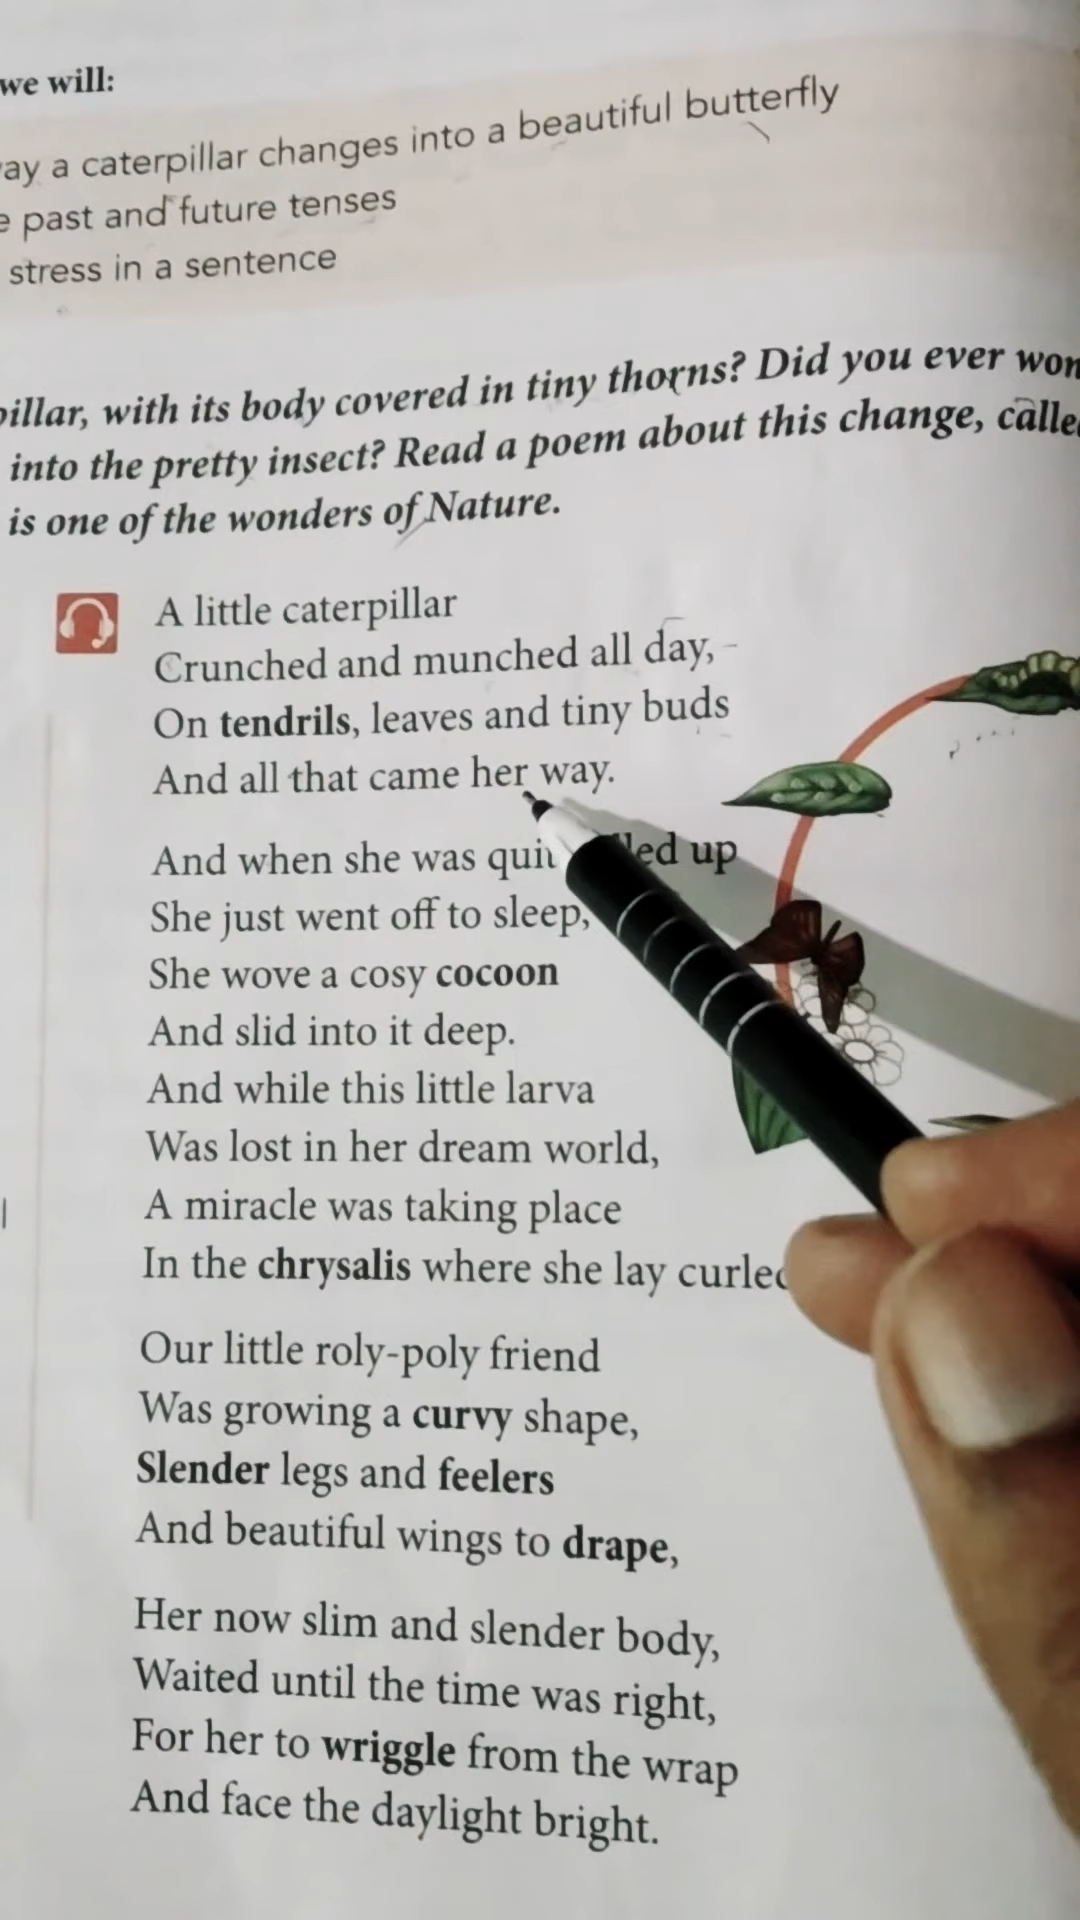 we will:
ay a caterpillar changes into a beautiful butterfly
e past and future tenses
stress in a sentence
pillar, with its body covered in tiny thorns? Did you ever won
into the pretty insect? Read a poem about this change, calle
is one of the wonders of Nature.
A little caterpillar
Crunched and munched all day,
On tendrils, leaves and tiny buds
And all that came her way.
And when she was up
She just went off to sleep,
She wove a cosy cocoon
And slid into it deep.
And while this little larva
Was lost in her dream world,
A miracle was taking place
In the chrysalis where she lay curled
Our little roly-poly friend
Was growing a curvy shape,
Slender legs and feelers
And beautiful wings to drape,
Her now slim and slender body,
Waited until the time was right,
For her to wriggle from the wrap
And face the daylight bright.